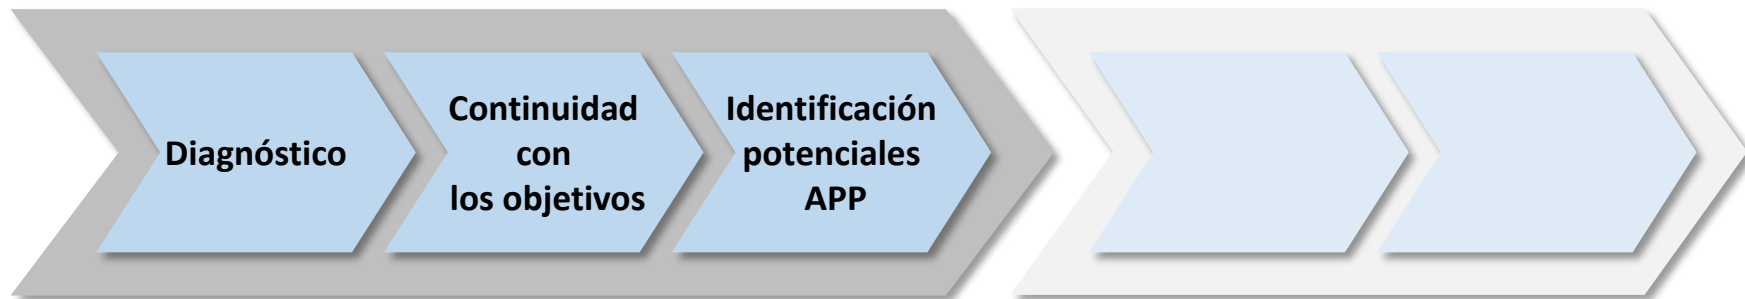 Diagnóstico
Continuidad
con
los objetivos
Identificación
potenciales
APP